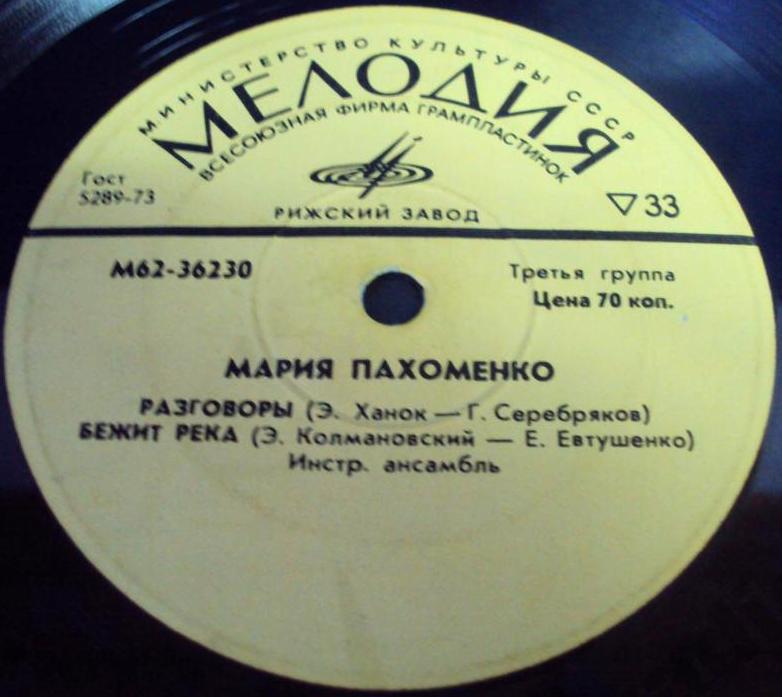 МИНИСТЕРСТВО КУЛЬТУРЫ СССР
МЕЛОДИЯ
ВСЕСОЮЗНАЯ ФИРМА ГРАМПЛАСТИНОК
Гост
5289-73
▽33
РИЖСКИЙ ЗАВОД
М62-36230
Третья группа
Цена 70 коп.
МАРИЯ ПАХОМЕНКО
РАЗГОВОРЫ (Э. Ханок — Г. Серебряков)
БЕЖИТ РЕКА (Э. Колмановский — Е. Евтушенко)
Инстр. ансамбль